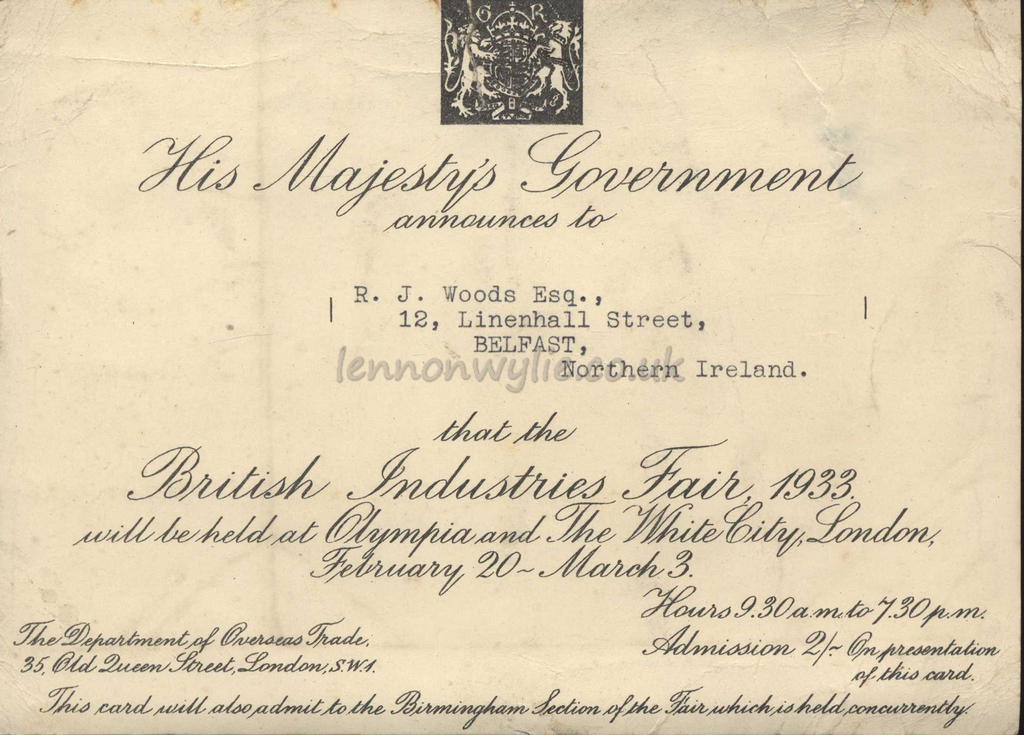 G R
His Majesty's Government
announces to
R. J. Woods Esq.,
12, Linenhall Street,
BELFAST,
lennonwylie.co.uk
Northern Ireland.
that the
British Industries Fair, 1933.
will be held at Olympia and The White City, London,
February 20 ~ March 3.
Hours 9.30 a.m. to 7.30 p.m.
The Department of Overseas Trade,
35, Old Queen Street, London, S.W.1.
Admission 2/~ On presentation
of this card.
This card will also admit to the Birmingham Section of the Fair which is held concurrently.